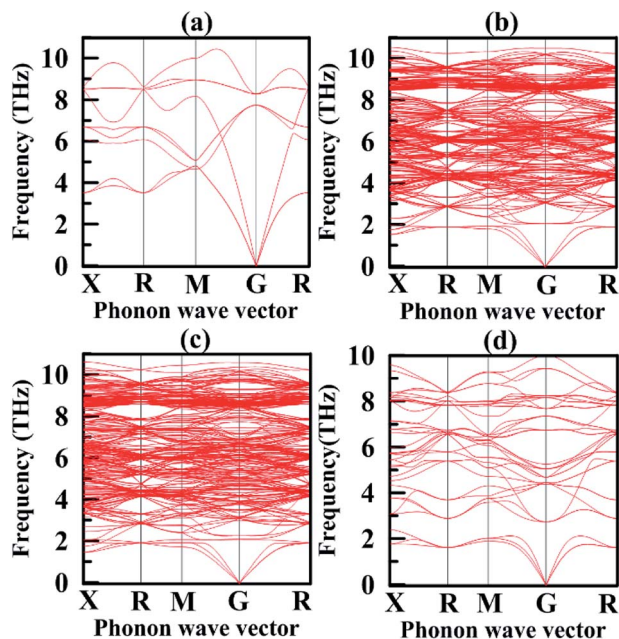 (a)
10
8
6
4
2
0
Frequency (THz)
X R M G R
Phonon wave vector
(b)
10
8
6
4
2
0
Frequency (THz)
X R M G R
Phonon wave vector
(c)
10
8
6
4
2
0
Frequency (THz)
X R M G R
Phonon wave vector
(d)
10
8
6
4
2
0
Frequency(THz)
X R M G R
Phonon wave vector